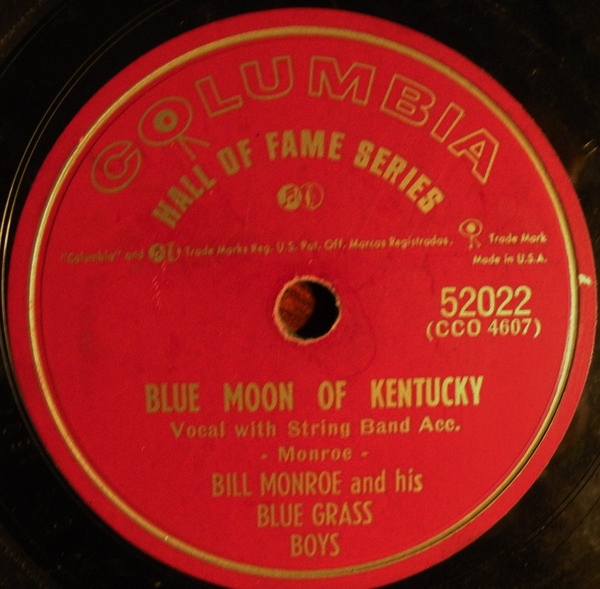 COLUMBIA
HALL OF FAME SERIES
"Columbia" and Trade Marks Reg. U.S. Pat. Off. Marcas Registradas. Trade Mark
Made in U.S.A.
52022
(CCO 4607)
BLUE MOON OF KENTUCKY
Vocal with String Band Acc.
- Monroe -
BILL MONROE and his
BLUE GRASS
BOYS